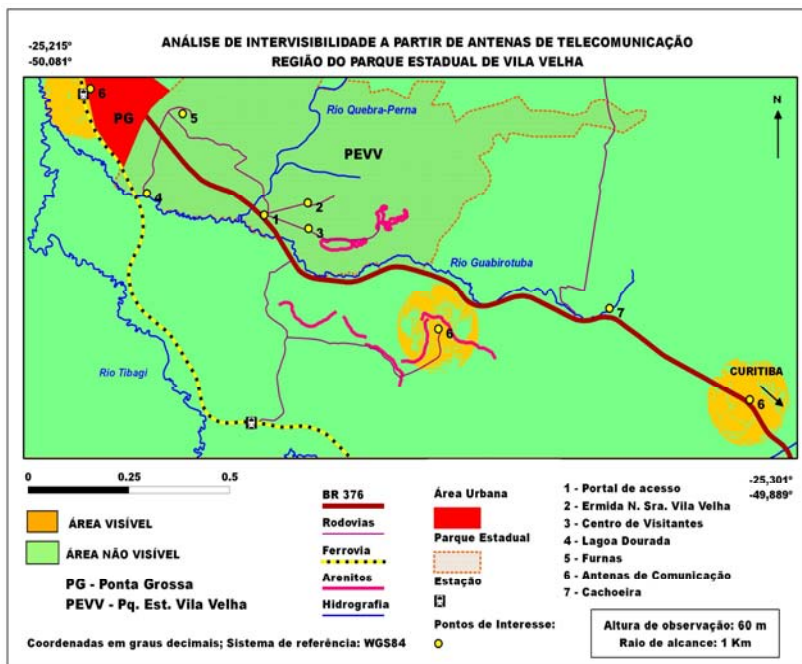 ANÁLISE DE INTERVISIBILIDADE A PARTIR DE ANTENAS DE TELECOMUNICAÇÃO
REGIÃO DO PARQUE ESTADUAL DE VILA VELHA
-25,215º
-50,081º
6
PG
5
Rio Quebra-Perna
PEVV
N
4
1
2
3
Rio Guabirotuba
7
6
Rio Tibagi
CURITIBA
6
0
0.25
0.5
-25,301º
-49,889º
ÁREA VISÍVEL
ÁREA NÃO VISÍVEL
PG - Ponta Grossa
PEVV - Pq. Est. Vila Velha
BR 376
Rodovias
Ferrovia
Arenitos
Hidrografia
Área Urbana
Parque Estadual
Estação
Pontos de Interesse:
1 - Portal de acesso
2 - Ermida N. Sra. Vila Velha
3 - Centro de Visitantes
4 - Lagoa Dourada
5 - Furnas
6 - Antenas de Comunicação
7 - Cachoeira
Altura de observação: 60 m
Raio de alcance: 1 Km
Coordenadas em graus decimais; Sistema de referência: WGS84